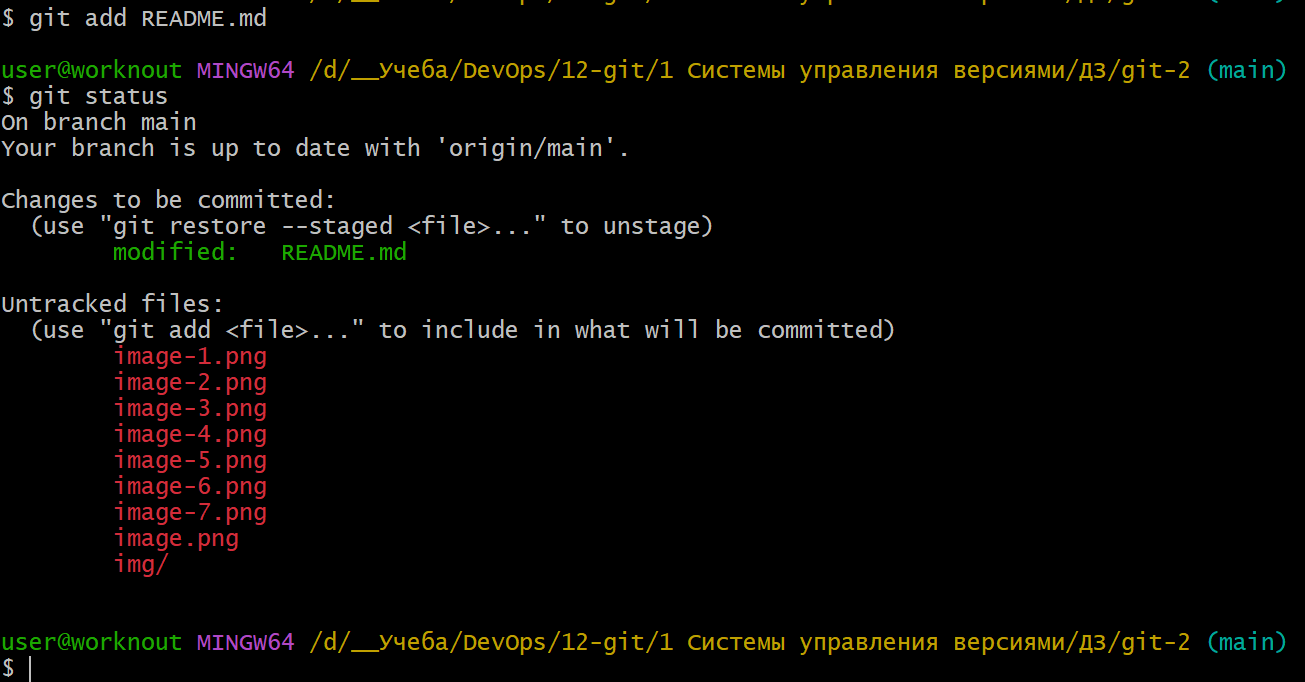 $ git add README.md
user@worknout MINGW64 /d/__Учеба/DevOps/12-git/1 Системы управления версиями/ДЗ/git-2 (main)
$ git status
On branch main
Your branch is up to date with 'origin/main'.
Changes to be committed:
(use "git restore --staged <file>..." to unstage)
modified: README.md
Untracked files:
(use "git add <file>..." to include in what will be committed)
image-1.png
image-2.png
image-3.png
image-4.png
image-5.png
image-6.png
image-7.png
image.png
img/
user@worknout MINGW64 /d/__Учеба/DevOps/12-git/1 Системы управления версиями/ДЗ/git-2 (main)
$